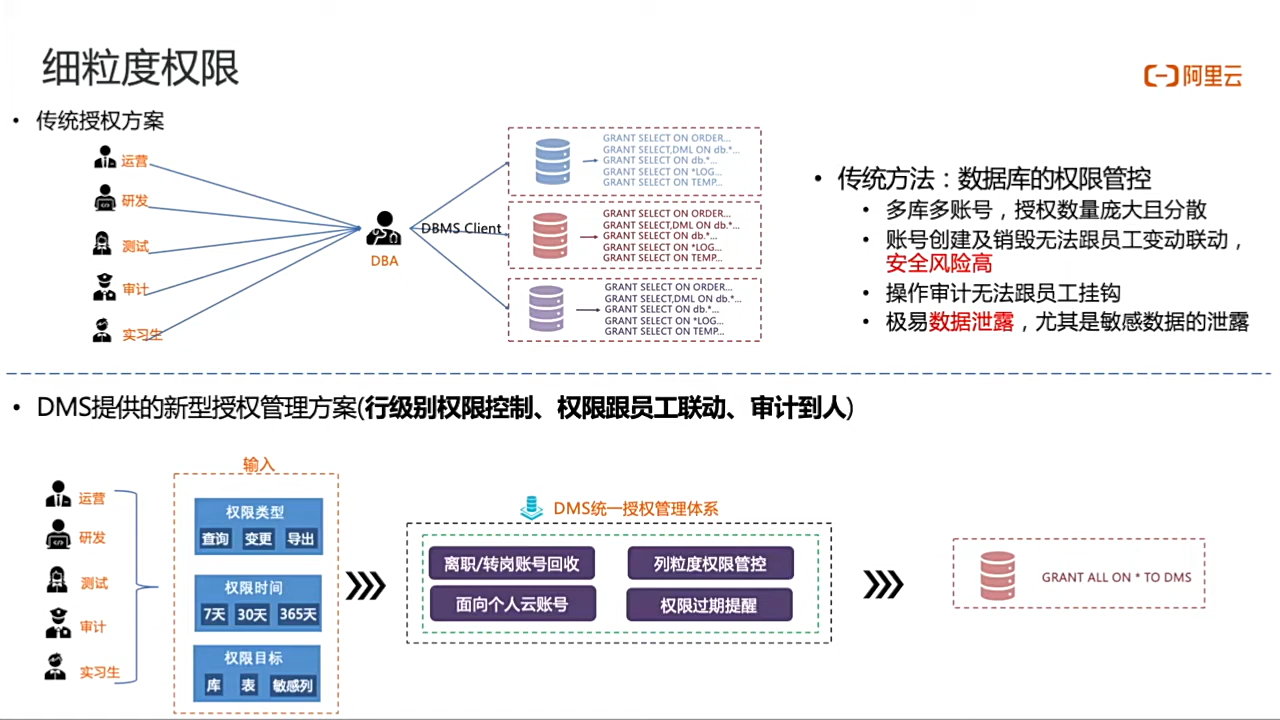 细粒度权限
阿里云
• 传统授权方案
运营
研发
测试
审计
实习生
DBA
DBMS Client
GRANT SELECT ON ORDER...
GRANT SELECT,DML ON db.*...
GRANT SELECT ON db.*...
GRANT SELECT ON *LOG...
GRANT SELECT ON TEMP...
GRANT SELECT ON ORDER...
GRANT SELECT,DML ON db.*...
GRANT SELECT ON db.*...
GRANT SELECT ON *LOG...
GRANT SELECT ON TEMP...
GRANT SELECT ON ORDER...
GRANT SELECT,DML ON db.*...
GRANT SELECT ON db.*...
GRANT SELECT ON *LOG...
GRANT SELECT ON TEMP...
• 传统方法：数据库的权限管控
• 多库多账号，授权数量庞大且分散
• 账号创建及销毁无法跟员工变动联动，
安全风险高
• 操作审计无法跟员工挂钩
• 极易数据泄露，尤其是敏感数据的泄露
• DMS提供的新型授权管理方案(行级别权限控制、权限跟员工联动、审计到人)
运营
研发
测试
审计
实习生
输入
权限类型
查询 变更 导出
权限时间
7天 30天 365天
权限目标
库 表 敏感列
DMS统一授权管理体系
离职/转岗账号回收
列粒度权限管控
面向个人云账号
权限过期提醒
GRANT ALL ON * TO DMS